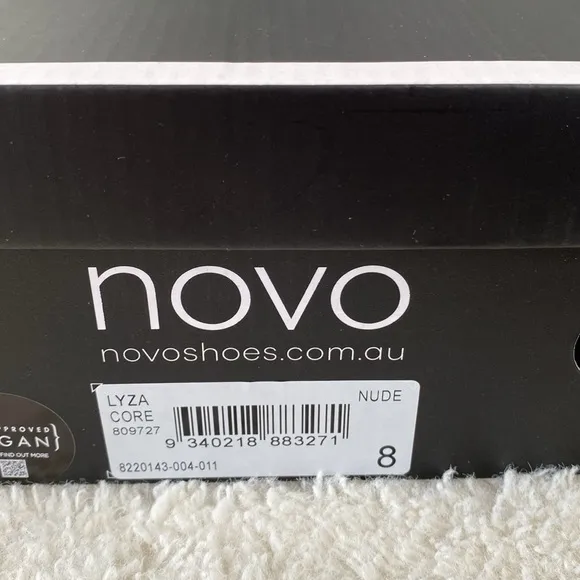 novo
novoshoes.com.au
LYZA
CORE
809727
NUDE
9 340218 883271
8220143-004-011
8
GAN}
FIND OUT MORE